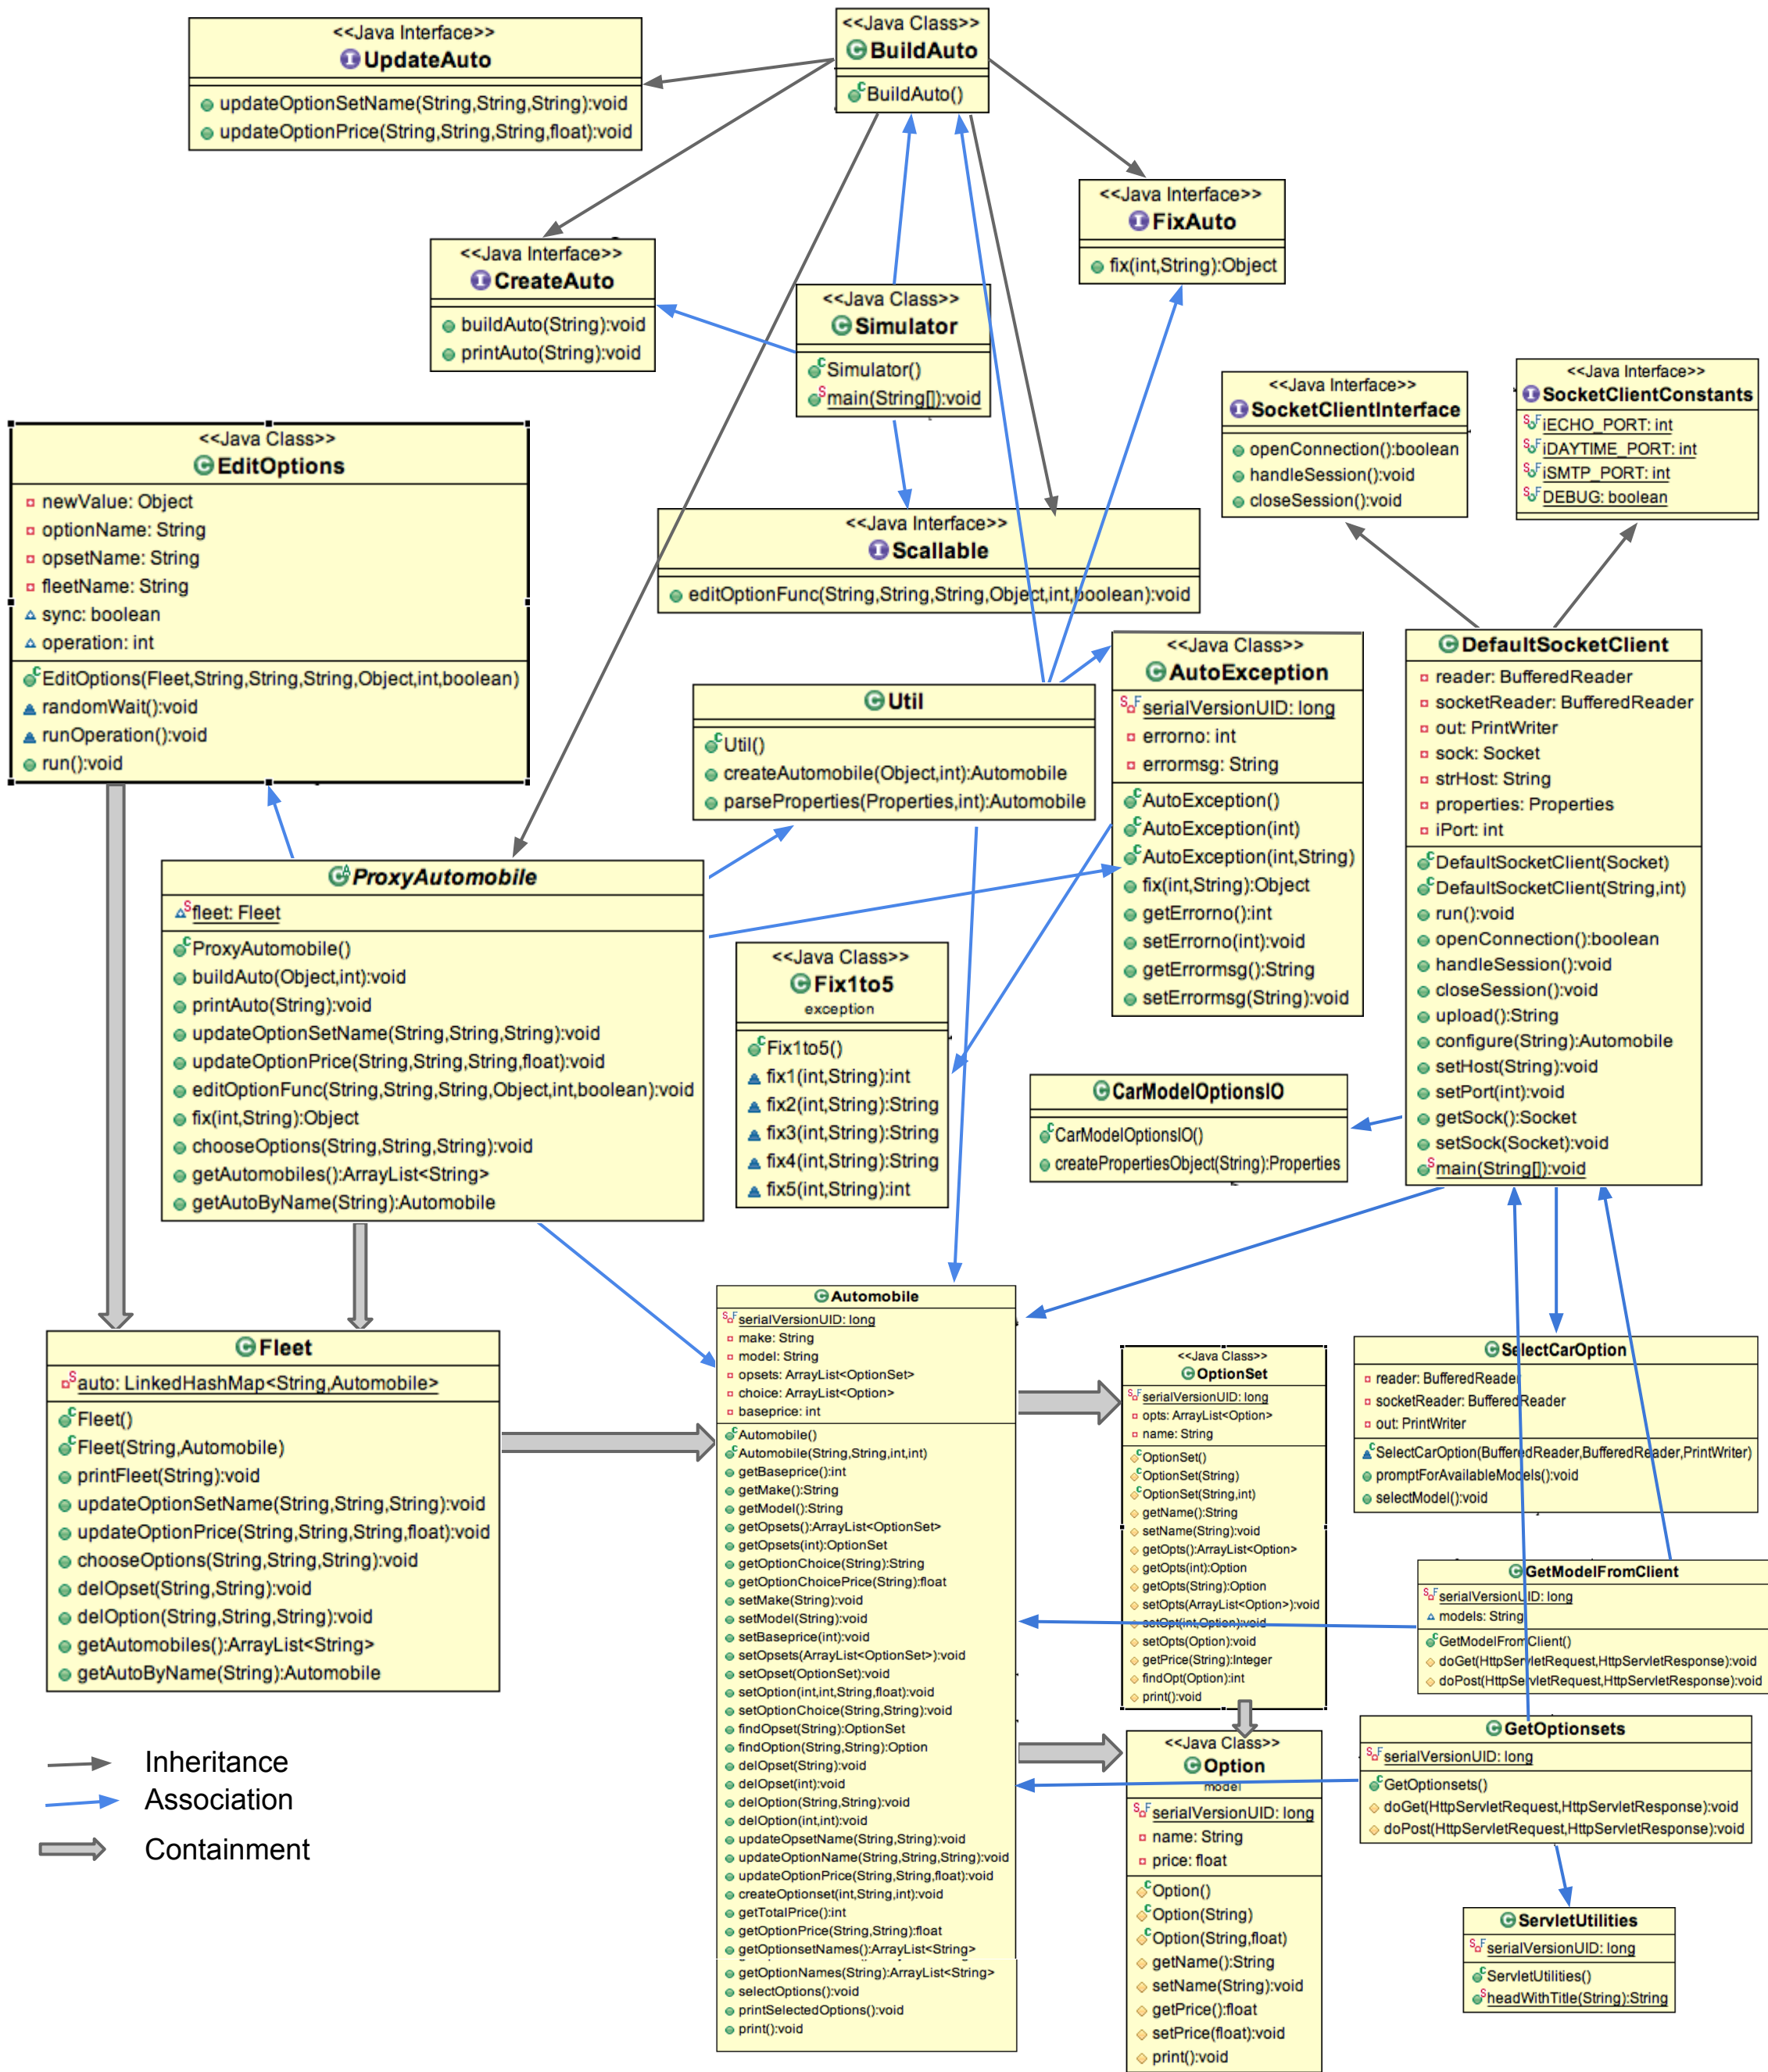 <<Java Interface>>
UpdateAuto
updateOptionSetName(String,String,String):void
updateOptionPrice(String,String,String,float):void
<<Java Class>>
BuildAuto
BuildAuto()
<<Java Interface>>
FixAuto
fix(int,String):Object
<<Java Interface>>
CreateAuto
buildAuto(String):void
printAuto(String):void
<<Java Class>>
Simulator
Simulator()
main(String[]):void
<<Java Interface>>
SocketClientInterface
openConnection():boolean
handleSession():void
closeSession():void
<<Java Interface>>
SocketClientConstants
iECHO_PORT: int
iDAYTIME_PORT: int
iSMTP_PORT: int
DEBUG: boolean
<<Java Class>>
EditOptions
newValue: Object
optionName: String
opsetName: String
fleetName: String
sync: boolean
operation: int
EditOptions(Fleet,String,String,String,Object,int,boolean)
randomWait():void
runOperation():void
run():void
<<Java Interface>>
Scallable
editOptionFunc(String,String,String,Object,int,boolean):void
Util
Util()
createAutomobile(Object,int):Automobile
parseProperties(Properties,int):Automobile
<<Java Class>>
AutoException
serialVersionUID: long
errorno: int
errormsg: String
AutoException()
AutoException(int)
AutoException(int,String)
fix(int,String):Object
getErrorno():int
setErrorno(int):void
getErrormsg():String
setErrormsg(String):void
DefaultSocketClient
reader: BufferedReader
socketReader: BufferedReader
out: PrintWriter
sock: Socket
strHost: String
properties: Properties
iPort: int
DefaultSocketClient(Socket)
DefaultSocketClient(String,int)
run():void
openConnection():boolean
handleSession():void
closeSession():void
upload():String
configure(String):Automobile
setHost(String):void
setPort(int):void
getSock():Socket
setSock(Socket):void
main(String[]):void
ProxyAutomobile
fleet: Fleet
ProxyAutomobile()
buildAuto(Object,int):void
printAuto(String):void
updateOptionSetName(String,String,String):void
updateOptionPrice(String,String,String,float):void
editOptionFunc(String,String,String,Object,int,boolean):void
fix(int,String):Object
chooseOptions(String,String,String):void
getAutomobiles():ArrayList<String>
getAutoByName(String):Automobile
<<Java Class>>
Fix1to5
exception
Fix1to5()
fix1(int,String):int
fix2(int,String):String
fix3(int,String):String
fix4(int,String):String
fix5(int,String):int
CarModelOptionsIO
CarModelOptionsIO()
createPropertiesObject(String):Properties
Fleet
auto: LinkedHashMap<String,Automobile>
Fleet()
Fleet(String,Automobile)
printFleet(String):void
updateOptionSetName(String,String,String):void
updateOptionPrice(String,String,String,float):void
chooseOptions(String,String,String):void
delOpset(String,String):void
delOption(String,String,String):void
getAutomobiles():ArrayList<String>
getAutoByName(String):Automobile
Automobile
serialVersionUID: long
make: String
model: String
opsets: ArrayList<OptionSet>
choice: ArrayList<Option>
baseprice: int
Automobile()
Automobile(String,String,int,int)
getBaseprice():int
getMake():String
getModel():String
getOpsets():ArrayList<OptionSet>
getOpsets(int):OptionSet
getOptionChoice(String):String
getOptionChoicePrice(String):float
setMake(String):void
setModel(String):void
setBaseprice(int):void
setOpsets(ArrayList<OptionSet>):void
setOpset(OptionSet):void
setOption(int,int,String,float):void
setOptionChoice(String,String):void
findOpset(String):OptionSet
findOption(String,String):Option
delOpset(String):void
delOpset(int):void
delOption(String,String):void
delOption(int,int):void
updateOpsetName(String,String):void
updateOptionName(String,String,String):void
updateOptionPrice(String,String,float):void
createOptionset(int,String,int):void
getTotalPrice():int
getOptionPrice(String,String):float
getOptionsetNames():ArrayList<String>
getOptionNames(String):ArrayList<String>
selectOptions():void
printSelectedOptions():void
print():void
<<Java Class>>
OptionSet
serialVersionUID: long
opts: ArrayList<Option>
name: String
OptionSet()
OptionSet(String)
OptionSet(String,int)
getName():String
setName(String):void
getOpts():ArrayList<Option>
getOpts(int):Option
getOpts(String):Option
setOpts(ArrayList<Option>):void
setOpt(int,Option):void
setOpts(Option):void
getPrice(String):Integer
findOpt(Option):int
print():void
SelectCarOption
reader: BufferedReader
socketReader: BufferedReader
out: PrintWriter
SelectCarOption(BufferedReader,BufferedReader,PrintWriter)
promptForAvailableModels():void
selectModel():void
GetModelFromClient
serialVersionUID: long
models: String
GetModelFromClient()
doGet(HttpServletRequest,HttpServletResponse):void
doPost(HttpServletRequest,HttpServletResponse):void
<<Java Class>>
Option
model
serialVersionUID: long
name: String
price: float
Option()
Option(String)
Option(String,float)
getName():String
setName(String):void
getPrice():float
setPrice(float):void
print():void
GetOptionsets
serialVersionUID: long
GetOptionsets()
doGet(HttpServletRequest,HttpServletResponse):void
doPost(HttpServletRequest,HttpServletResponse):void
ServletUtilities
serialVersionUID: long
ServletUtilities()
headWithTitle(String):String
Inheritance
Association
Containment